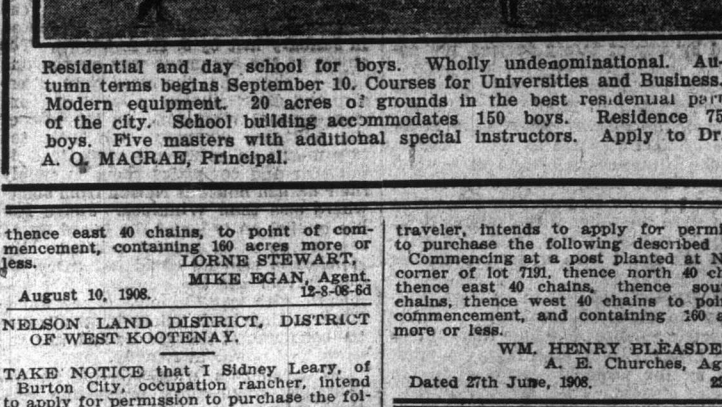 Residential and day school for boys. Wholly undenominational. Au-
tumn terms begins September 10. Courses for Universities and Business.
Modern equipment. 20 acres of grounds in the best residenual
of the city. School building accommodates 150 boys. Residence 75
boys. Five masters with additional special instructors. Apply to Dr.
A. O. MACRAE, Principal.
thence east 40 chains, to point of com-
mencement, containing 160 acres more or
less. LORNE STEWART,
MIKE EGAN, Agent.
August 10, 1908. 12-8-08-6d
NELSON LAND DISTRICT, DISTRICT
OF WEST KOOTENAY.
TAKE NOTICE that I Sidney Leary, of
Burton City, occupation rancher, intend
to apply for permission to purchase the fol-
traveler, intends to apply for permi
to purchase the following described
Commencing at a post planted at N
corner of lot 7191, thence north 40 c
thence east 40 chains, thence sou
chains, thence west 40 chains to poi
commencement, and containing 160 a
more or less.
WM. HENRY BLEASDE
A. E. Churches, Ag
Dated 27th June, 1908.